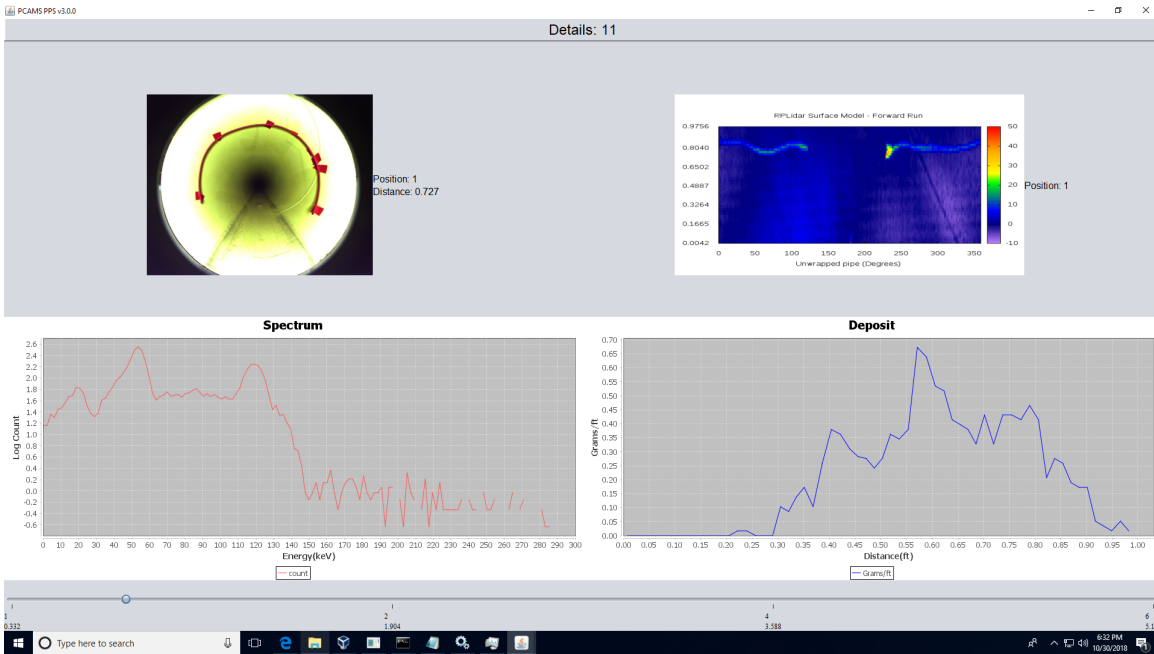 PCAMS PPS v3.0.0
Details: 11
Position: 1
Distance: 0.727
RPLidar Surface Model - Forward Run
0.9756
0.8040
0.6502
0.4887
0.3264
0.1665
0.0042
0 50 100 150 200 250 300 350
Unwrapped pipe (Degrees)
50
40
30
20
10
0
-10
Position: 1
Spectrum
Log Count
2.6
2.4
2.2
2.0
1.8
1.6
1.4
1.2
1.0
0.8
0.6
0.4
0.2
0.0
-0.2
-0.4
-0.6
0 10 20 30 40 50 60 70 80 90 100 110 120 130 140 150 160 170 180 190 200 210 220 230 240 250 260 270 280 290 300
Energy(keV)
count
Deposit
Grams/ft
0.70
0.65
0.60
0.55
0.50
0.45
0.40
0.35
0.30
0.25
0.20
0.15
0.10
0.05
0.00
0.00 0.05 0.10 0.15 0.20 0.25 0.30 0.35 0.40 0.45 0.50 0.55 0.60 0.65 0.70 0.75 0.80 0.85 0.90 0.95 1.00
Distance(ft)
Grams/ft
1 2 4 6
0.332 1.904 3.588 5.1
Type here to search
6:32 PM
10/30/2018